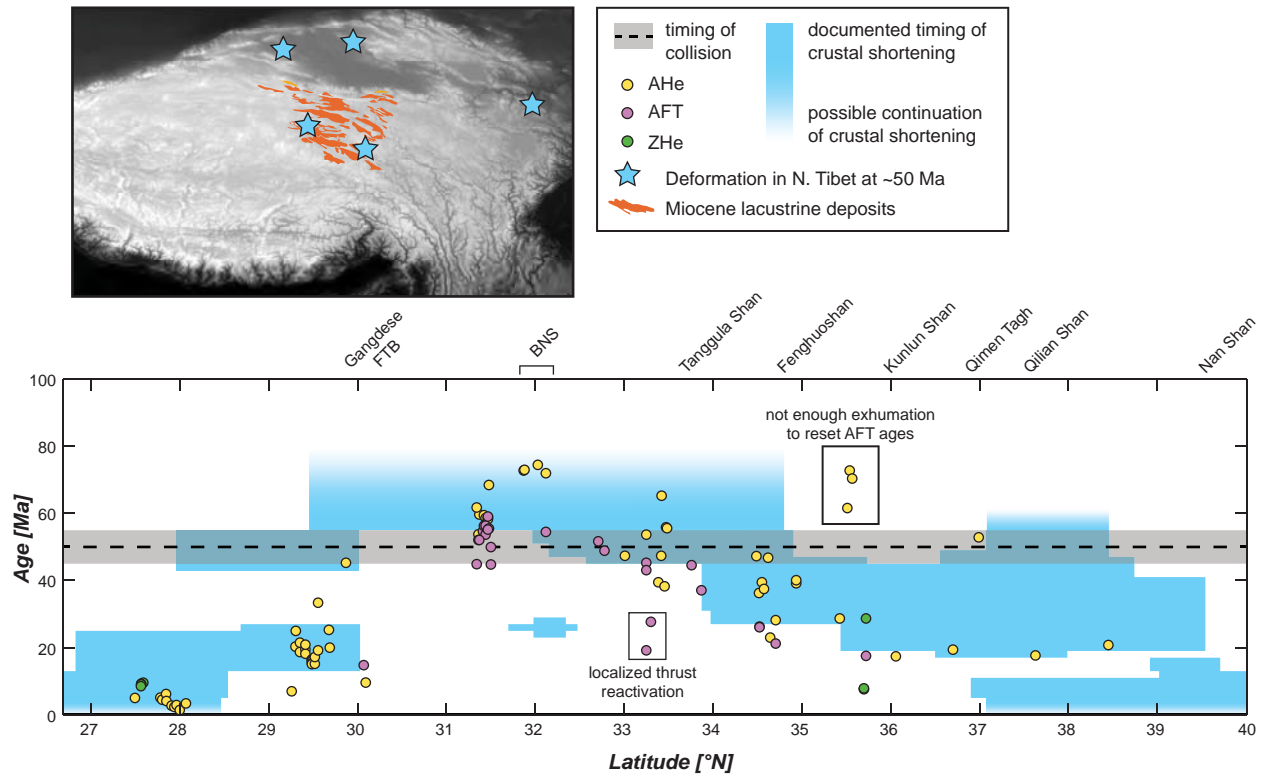 timing of
collision
AHe
AFT
ZHe
documented timing of
crustal shortening
possible continuation
of crustal shortening
Deformation in N. Tibet at ~50 Ma
Miocene lacustrine deposits
Gangdese
FTB
BNS
Tanggula Shan
Fenghuoshan
Kunlun Shan
Qimen Tagh
Qilian Shan
Nan Shan
100
80
60
40
20
0
Age [Ma]
not enough exhumation
to reset AFT ages
localized thrust
reactivation
27 28 29 30 31 32 33 34 35 36 37 38 39 40
Latitude [°N]